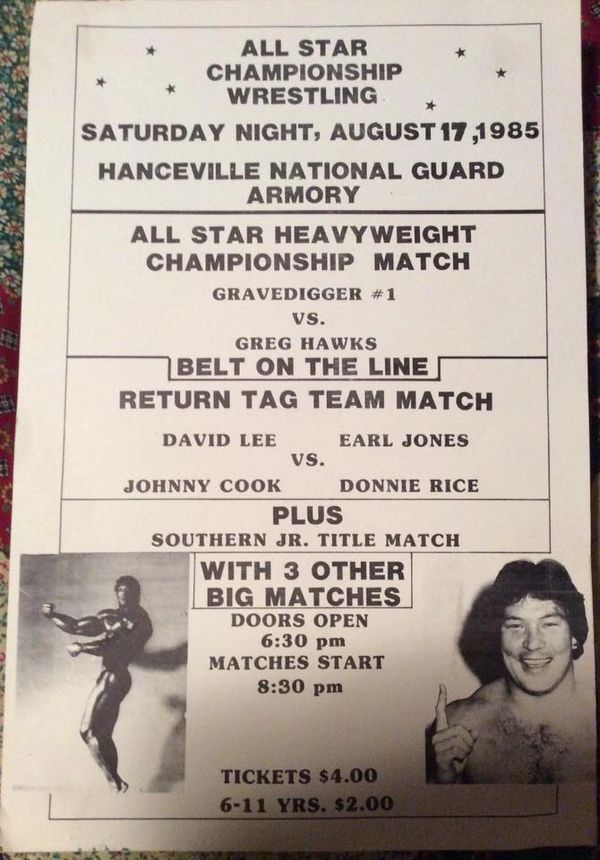 ALL STAR
CHAMPIONSHIP
WRESTLING
SATURDAY NIGHT, AUGUST 17,1985
HANCEVILLE NATIONAL GUARD
ARMORY
ALL STAR HEAVYWEIGHT
CHAMPIONSHIP MATCH
GRAVEDIGGER #1
VS.
GREG HAWKS
BELT ON THE LINE
RETURN TAG TEAM MATCH
DAVID LEE EARL JONES
VS.
JOHNNY COOK DONNIE RICE
PLUS
SOUTHERN JR. TITLE MATCH
WITH 3 OTHER
BIG MATCHES
DOORS OPEN
6:30 pm
MATCHES START
8:30 pm
TICKETS $4.00
6-11 YRS. $2.00